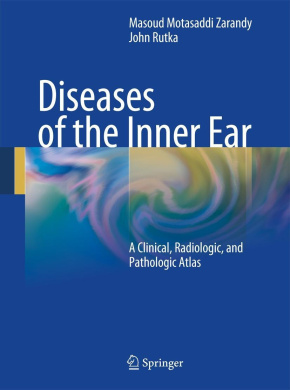 Masoud Motasaddi Zarandy
John Rutka
Diseases
of the Inner Ear
A Clinical, Radiologic, and
Pathologic Atlas
Springer